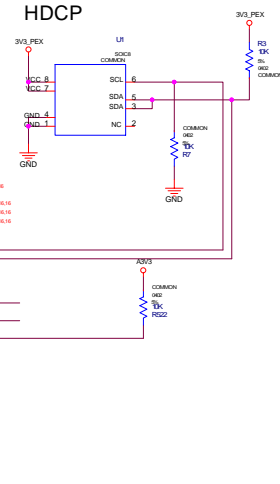 HDCP
3V3_PEX
3V3_PEX
U1
SOIC8
COMMON
R3
10K
5%
0402
COMMON
VCC 8
VCC 7
SCL 6
SDA 5
SDA 3
GND 4
GND 1
NC 2
GND
COMMON
0402
5%
10K
R7
GND
A3V3
COMMON
0402
5%
10K
R522